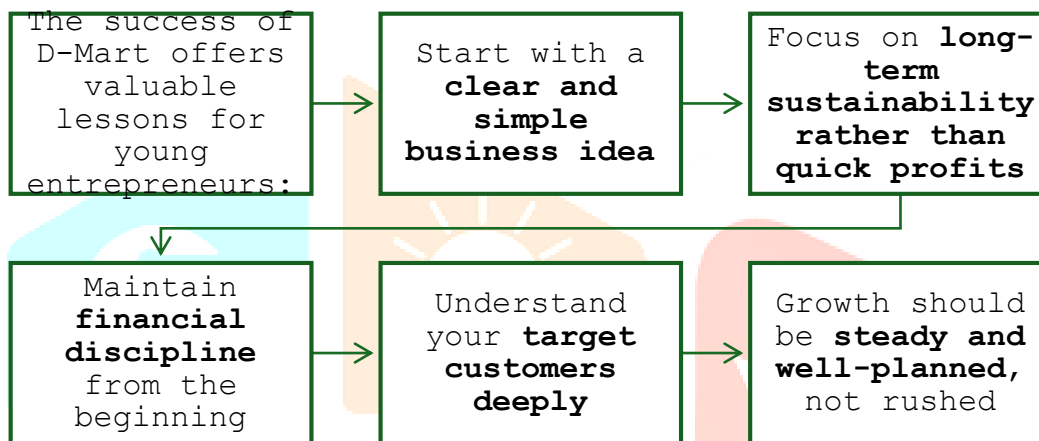 The success of
D-Mart offers
valuable
lessons for
young
entrepreneurs:
Start with a
clear and
simple
business idea
Focus on long-
term
sustainability
rather than
quick profits
Maintain
financial
discipline
from the
beginning
Understand
your target
customers
deeply
Growth should
be steady and
well-planned,
not rushed